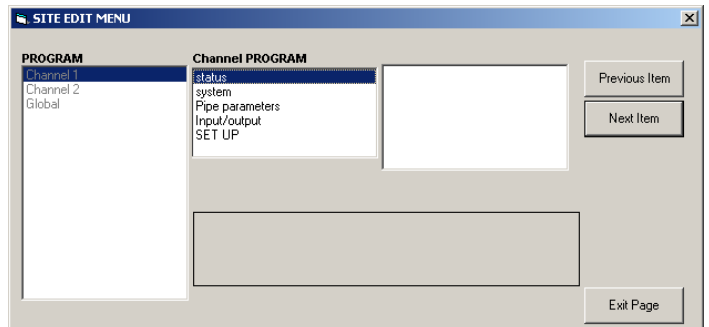 SITE EDIT MENU
PROGRAM
Channel 1
Channel 2
Global
Channel PROGRAM
status
system
Pipe parameters
Input/output
SET UP
Previous Item
Next Item
Exit Page